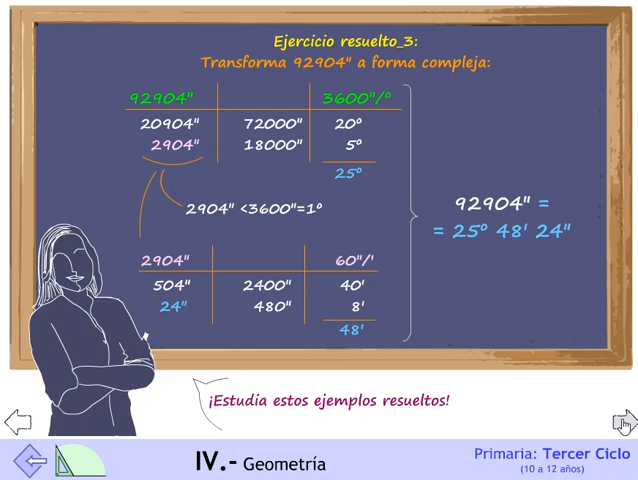 Ejercicio resuelto_3:
Transforma 92904" a forma compleja:
92904" 3600"/º
20904" 72000" 20º
2904" 18000" 5º
25º
2904" <3600"=1º
92904" =
= 25º 48' 24"
2904" 60"/'
504" 2400" 40'
24" 480" 8'
48'
¡Estudia estos ejemplos resueltos!
IV.- Geometría
Primaria: Tercer Ciclo
(10 a 12 años)